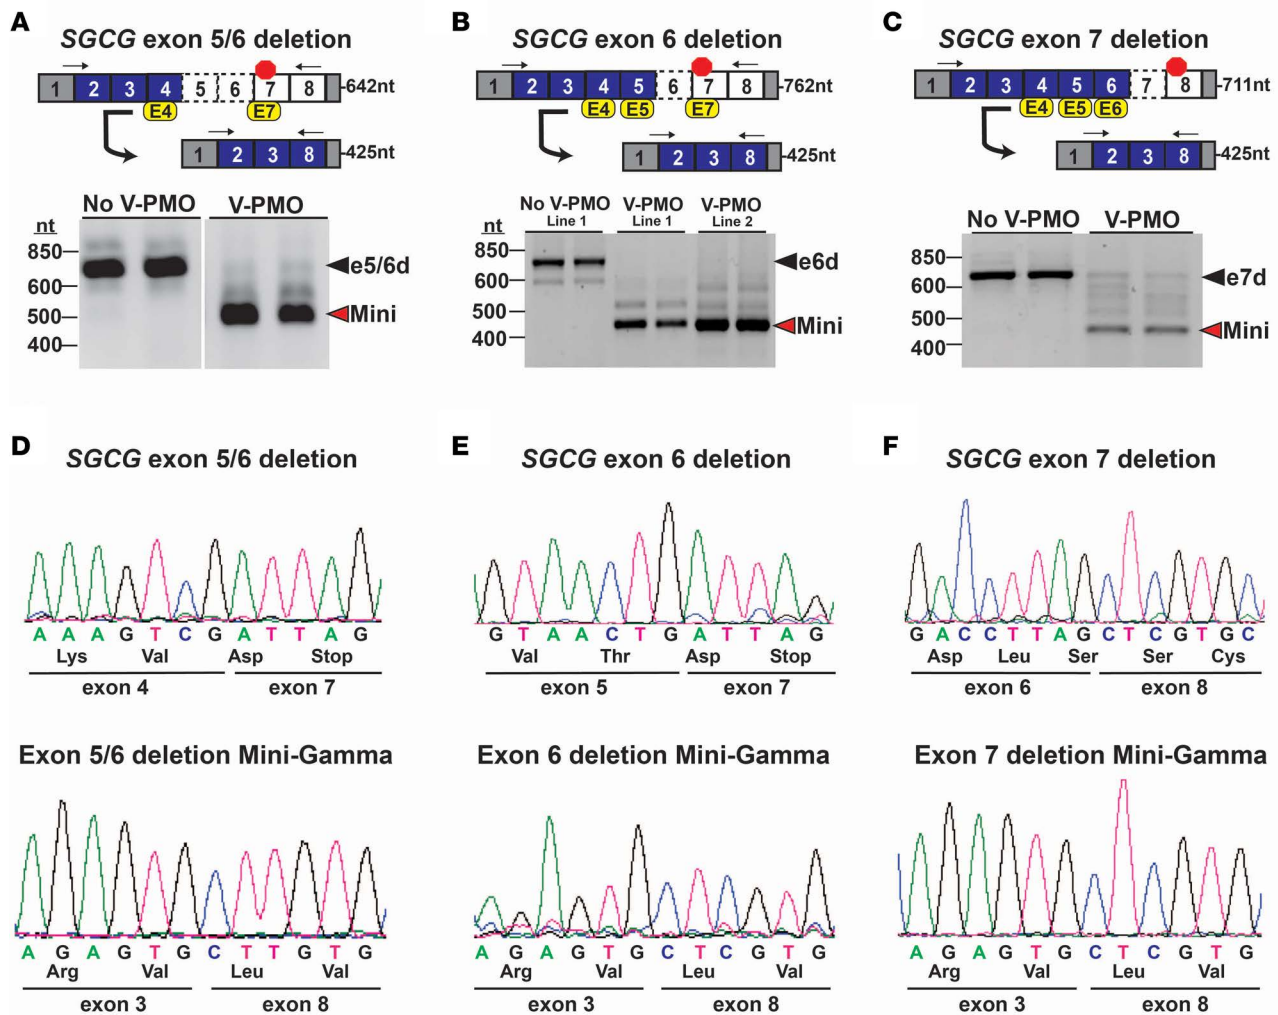 A
SGCG exon 5/6 deletion
1 2 3 4 5 6 7 8 -642nt
E4 E7
1 2 3 8 -425nt
No V-PMO V-PMO
nt
850
600
500
400
e5/6d
Mini
B
SGCG exon 6 deletion
1 2 3 4 5 6 7 8 -762nt
E4 E5 E7
1 2 3 8 -425nt
No V-PMO V-PMO V-PMO
Line 1 Line 1 Line 2
nt
850
600
500
400
e6d
Mini
C
SGCG exon 7 deletion
1 2 3 4 5 6 7 8 -711nt
E4 E5 E6
1 2 3 8 -425nt
No V-PMO V-PMO
850
600
500
400
e7d
Mini
D
SGCG exon 5/6 deletion
A A A G T C G A T T A G
Lys Val Asp Stop
exon 4 exon 7
Exon 5/6 deletion Mini-Gamma
A G A G T G C T T G T G
Arg Val Leu Val
exon 3 exon 8
E
SGCG exon 6 deletion
G T A A C T G A T T A G
Val Thr Asp Stop
exon 5 exon 7
Exon 6 deletion Mini-Gamma
A G A G T G C T C G T G
Arg Val Leu Val
exon 3 exon 8
F
SGCG exon 7 deletion
G A C C T T A G C T C G T G C
Asp Leu Ser Ser Cys
exon 6 exon 8
Exon 7 deletion Mini-Gamma
A G A G T G C T C G T G
Arg Val Leu Val
exon 3 exon 8